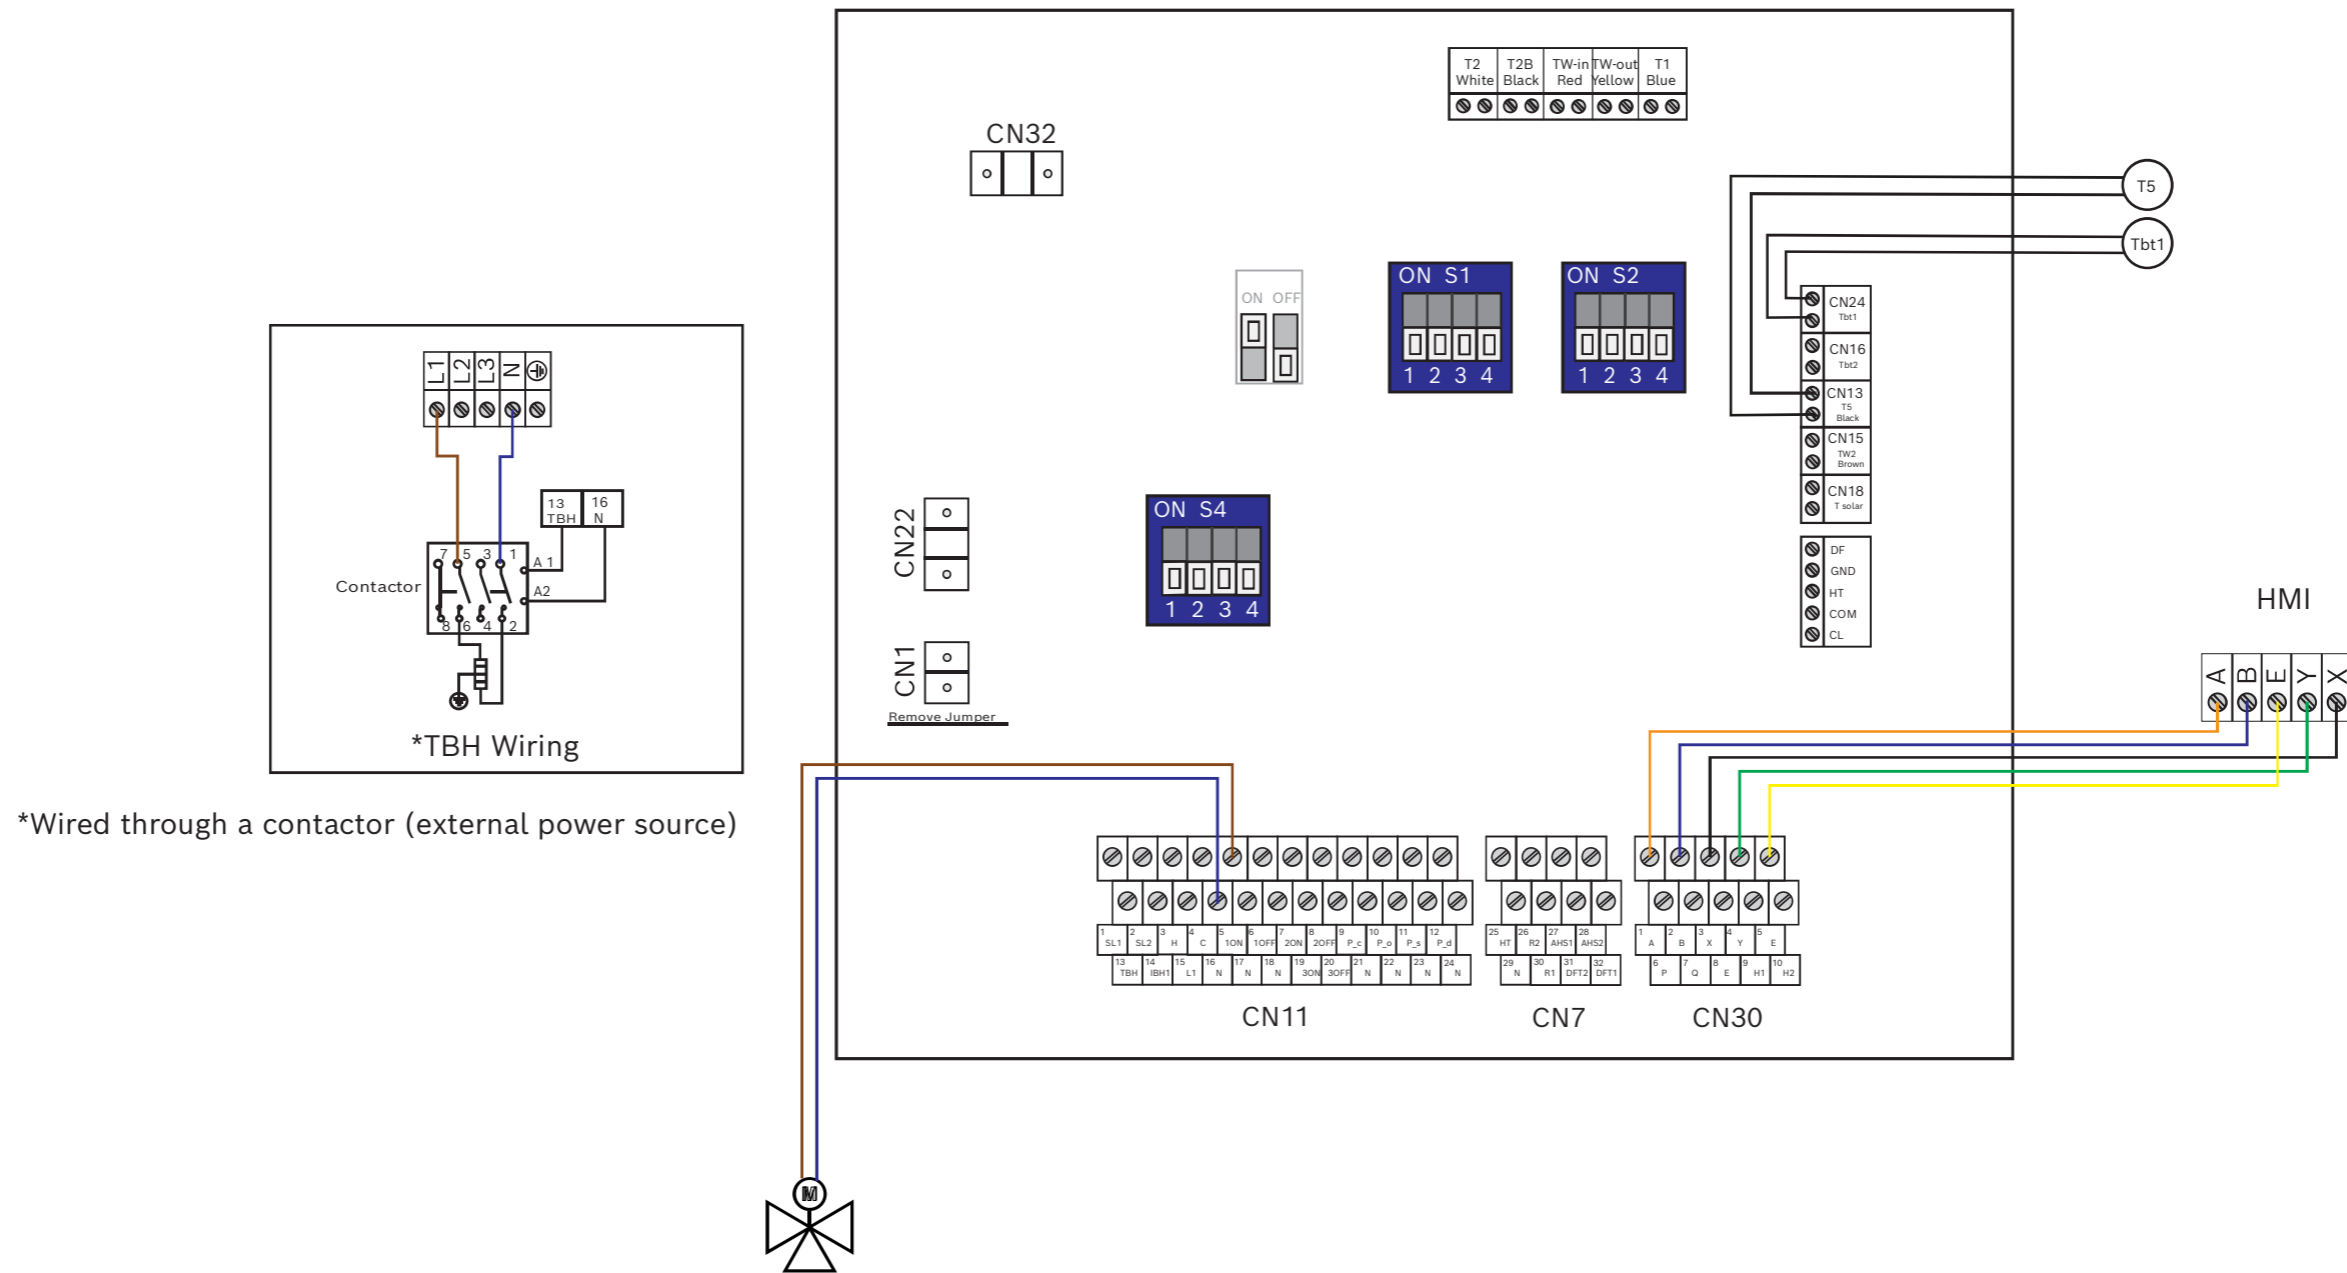 T2 T2B TW-in TW-out T1
White Black Red Yellow Blue
CN32
T5
Tbt1
ON OFF
ON S1
1 2 3 4
ON S2
1 2 3 4
CN24
Tbt1
CN16
Tbt2
CN13
T5
Black
CN15
TW2
Brown
CN18
T solar
DF
GND
HT
COM
CL
L1 L2 L3 N
13 16
TBH N
7 5 3 1
A 1
A2
Contactor
8 6 4 2
*TBH Wiring
*Wired through a contactor (external power source)
CN22
ON S4
1 2 3 4
CN1
Remove Jumper
HMI
A B E Y X
1 2 3 4 5 6 7 8 9 10 11 12
SL1 SL2 H C 1ON 1OFF 2ON 2OFF P_c P_o P_s P_d
13 14 15 16 17 18 19 20 21 22 23 24
TBH IBH1 L1 N N N 3ON 3OFF N N N N
CN11
25 26 27 28
HT R2 AHS1 AHS2
29 30 31 32
N R1 DFT2 DFT1
CN7
1 2 3 4 5
A B X Y E
6 7 8 9 10
P Q E H1 H2
CN30
M